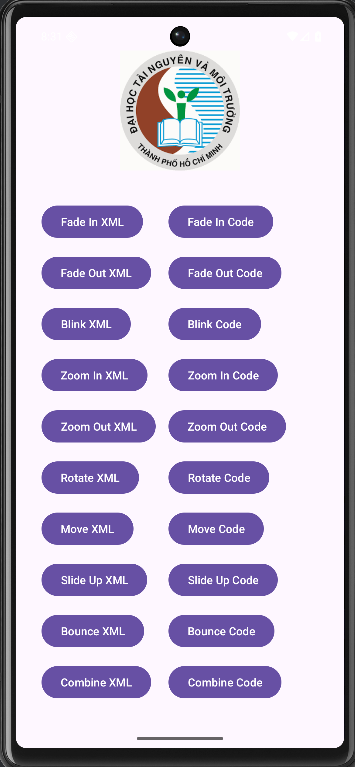 ĐẠI HỌC TÀI NGUYÊN VÀ MÔI TRƯỜNG
THÀNH PHỐ HỒ CHÍ MINH
Fade In XML Fade In Code
Fade Out XML Fade Out Code
Blink XML Blink Code
Zoom In XML Zoom In Code
Zoom Out XML Zoom Out Code
Rotate XML Rotate Code
Move XML Move Code
Slide Up XML Slide Up Code
Bounce XML Bounce Code
Combine XML Combine Code